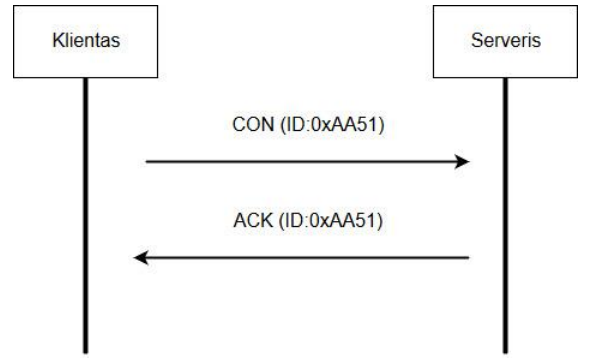 Klientas
Serveris
CON (ID:0xAA51)
ACK (ID:0xAA51)